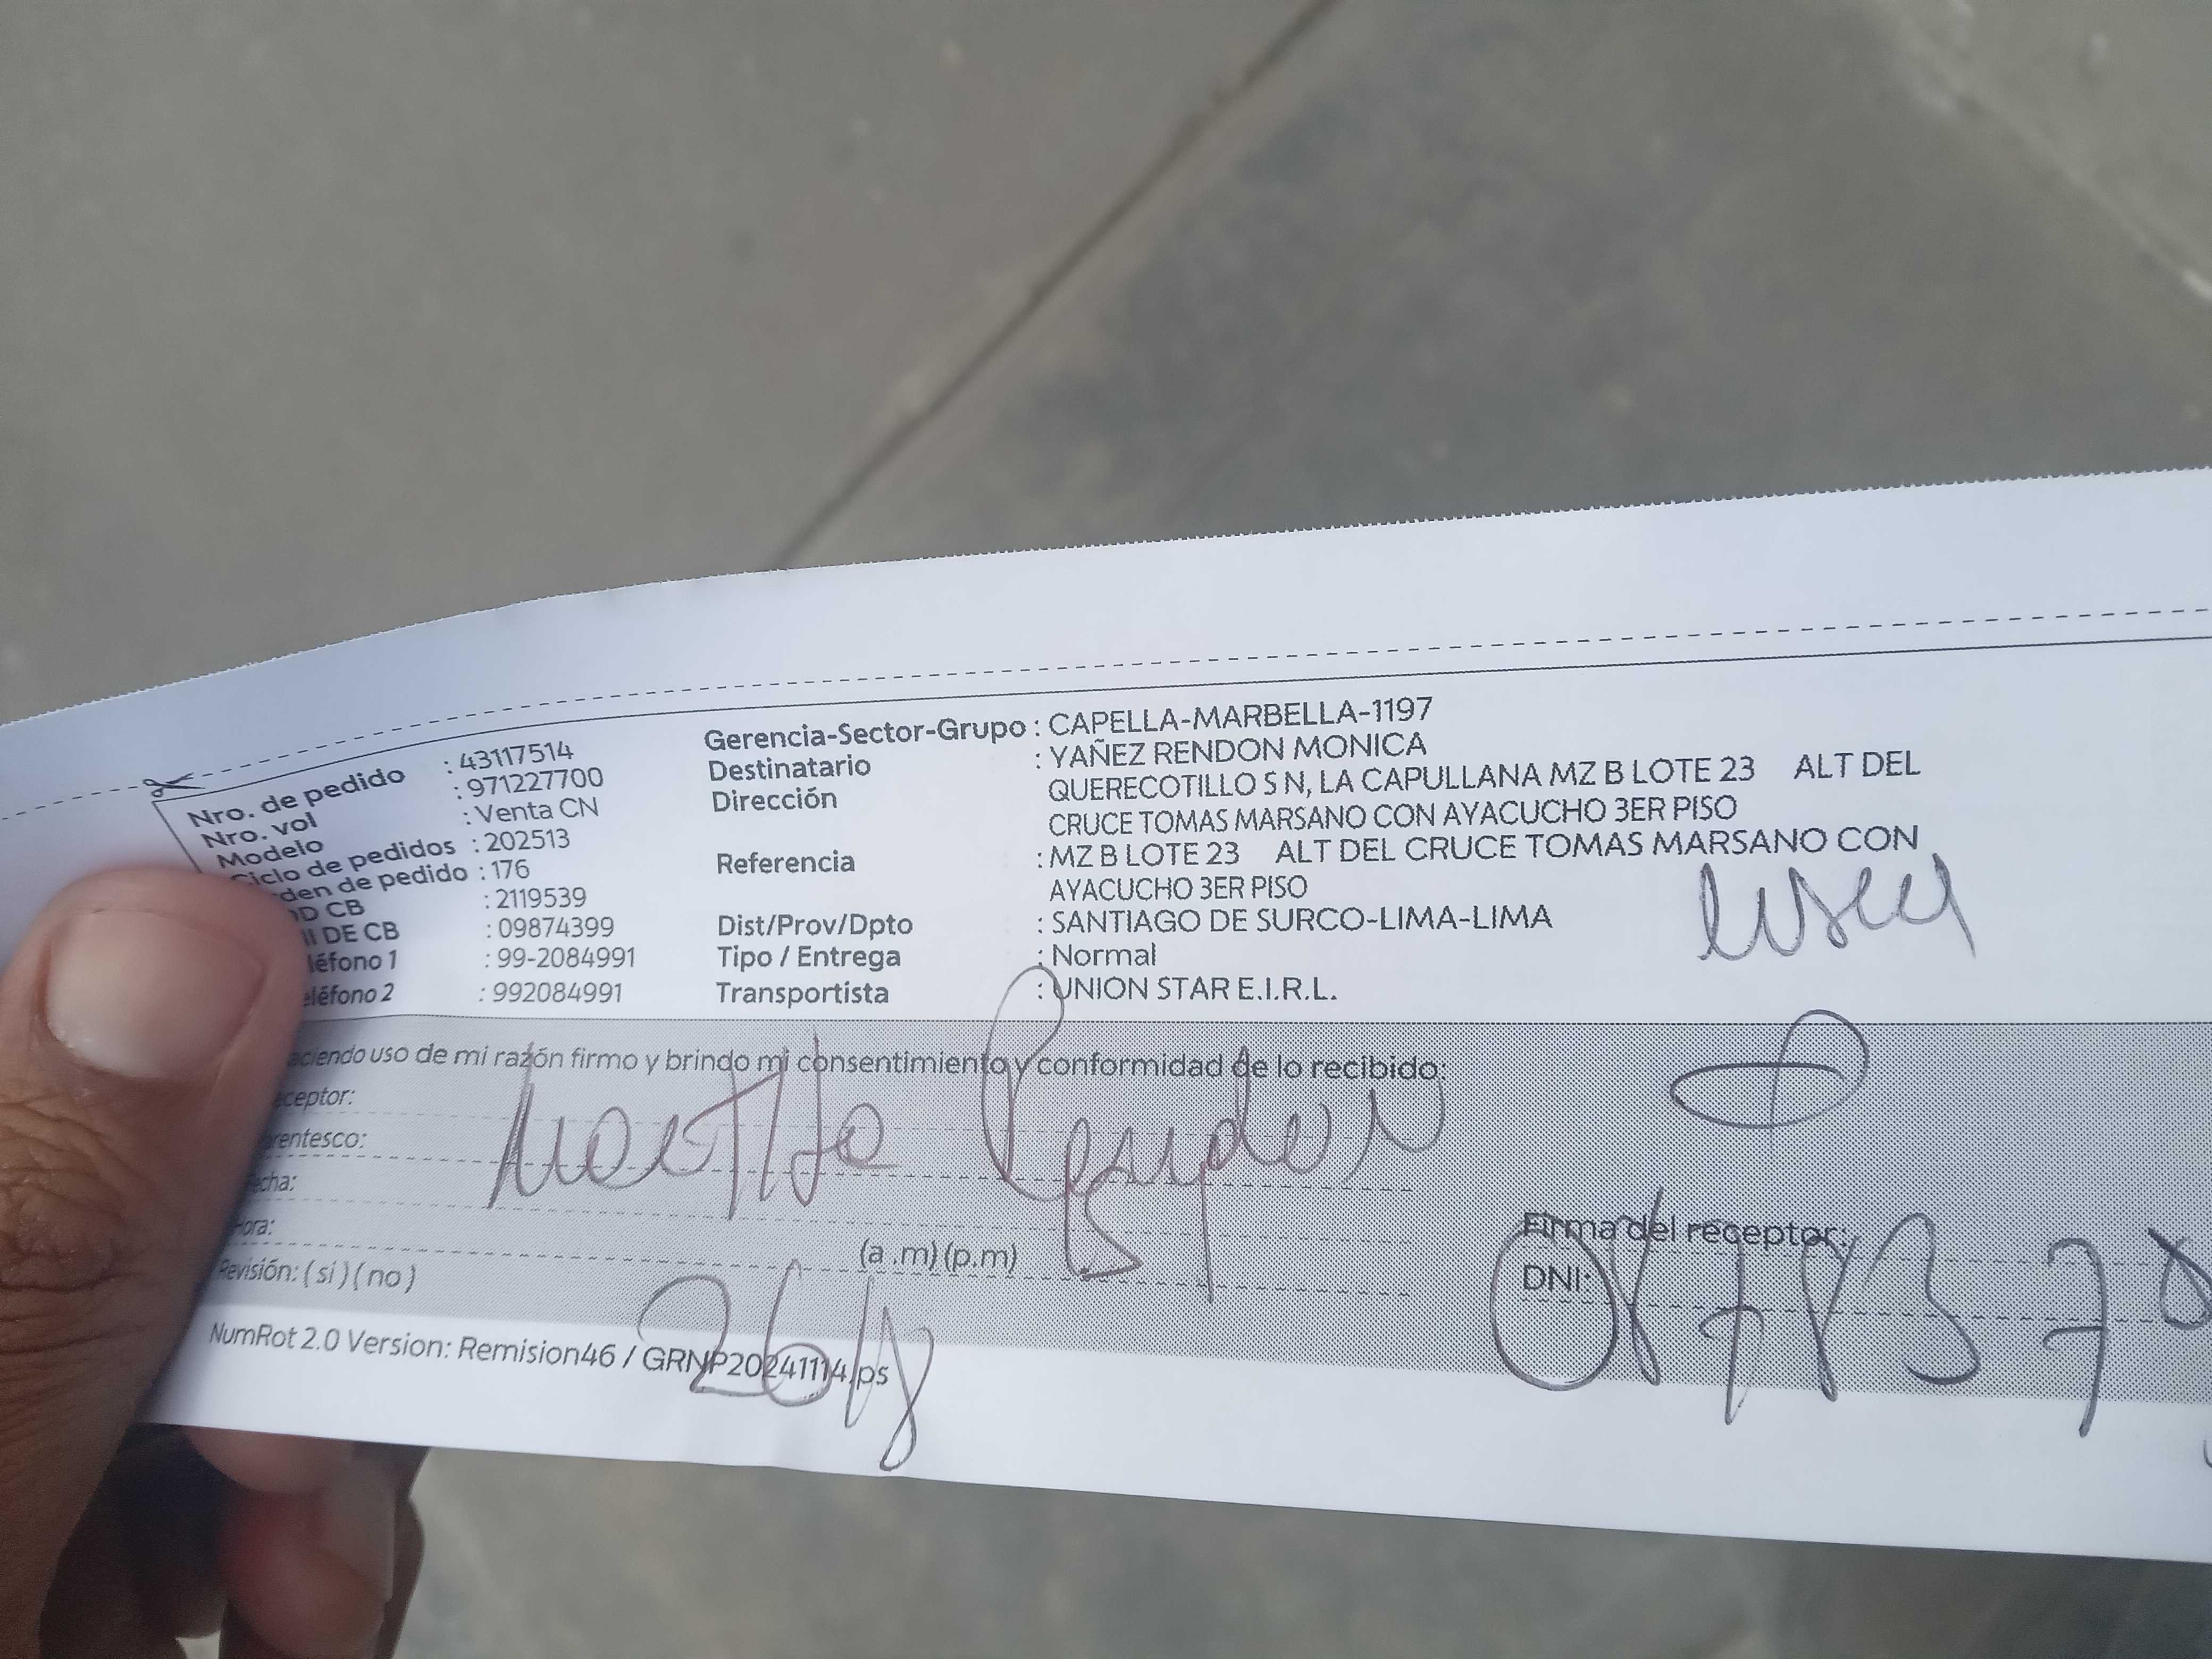 Nro. de pedido : 43117514
Nro. vol : 971227700
Modelo : Venta CN
Ciclo de pedidos : 202513
rden de pedido : 176
D CB : 2119539
DE CB : 09874399
léfono 1 : 99-2084991
eléfono 2 : 992084991
Gerencia-Sector-Grupo : CAPELLA-MARBELLA-1197
Destinatario : YAÑEZ RENDON MONICA
Dirección QUERECOTILLO S N, LA CAPULLANA MZ B LOTE 23 ALT DEL
CRUCE TOMAS MARSANO CON AYACUCHO 3ER PISO
Referencia : MZ B LOTE 23 ALT DEL CRUCE TOMAS MARSANO CON
AYACUCHO 3ER PISO
Dist/Prov/Dpto : SANTIAGO DE SURCO-LIMA-LIMA
Tipo / Entrega : Normal
Transportista : UNION STAR E.I.R.L.
aciendo uso de mi razón firmo y brindo mi consentimiento y conformidad de lo recibido:
ceptor:
rentesco:
echa:
Hora: (a .m) (p.m)
Revisión: ( si ) ( no )
Firma del receptor:
DNI:
NumRot 2.0 Version: Remision46 / GRNP20241114.ps